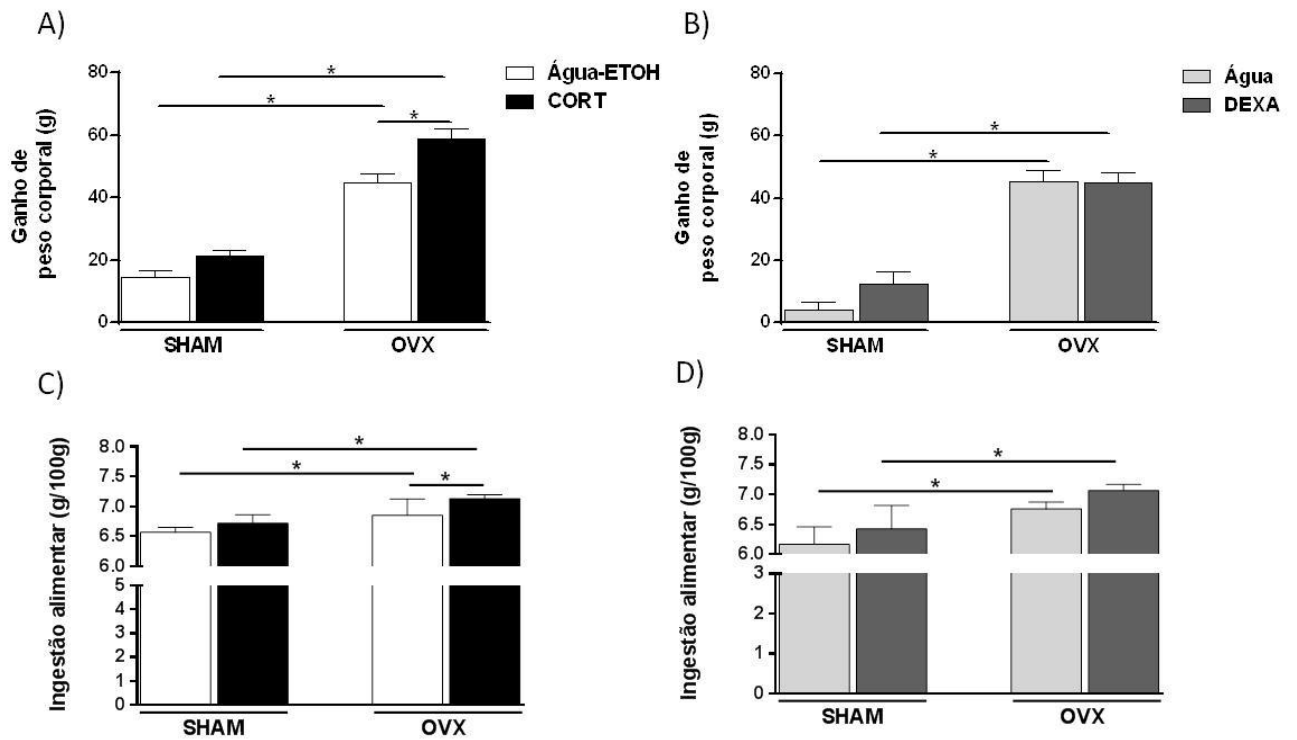 A)
80
60
40
20
0
Ganho de
peso corporal (g)
*
*
*
Água-ETOH
CORT
SHAM
OVX
B)
80
60
40
20
0
Ganho de
peso corporal (g)
*
*
Água
DEXA
SHAM
OVX
C)
8.0
7.5
7.0
6.5
6.0
5
4
3
2
1
0
Ingestão alimentar (g/100g)
*
*
*
SHAM
OVX
D)
8.0
7.5
7.0
6.5
6.0
3
2
1
0
Ingestão alimentar (g/100g)
*
*
SHAM
OVX